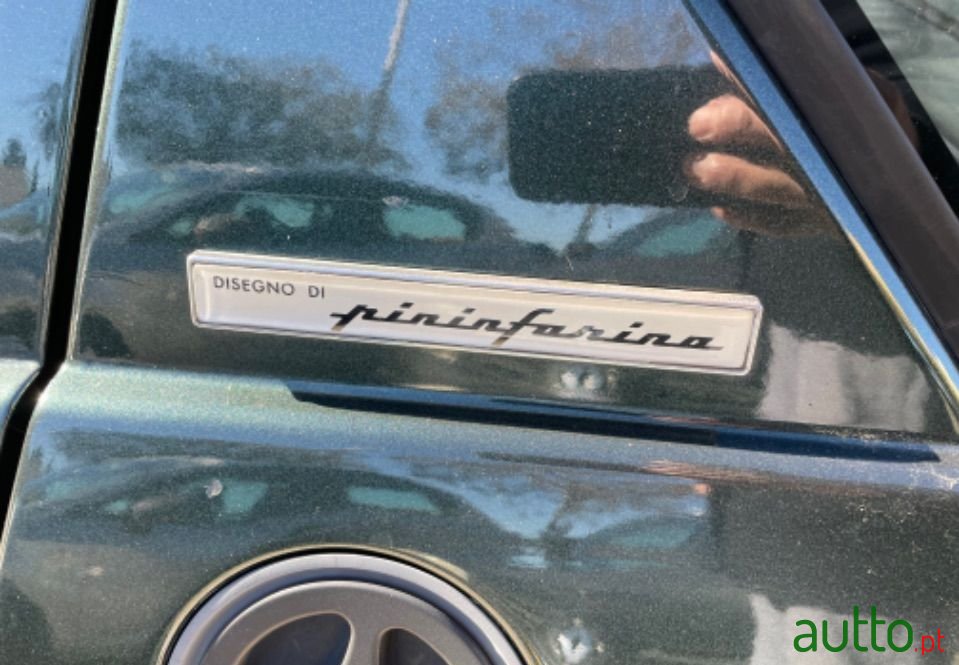 DISEGNO DI
pininfarina
autto.pt